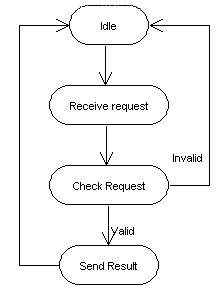 Idle
Receive request
Invalid
Check Request
Valid
Send Result